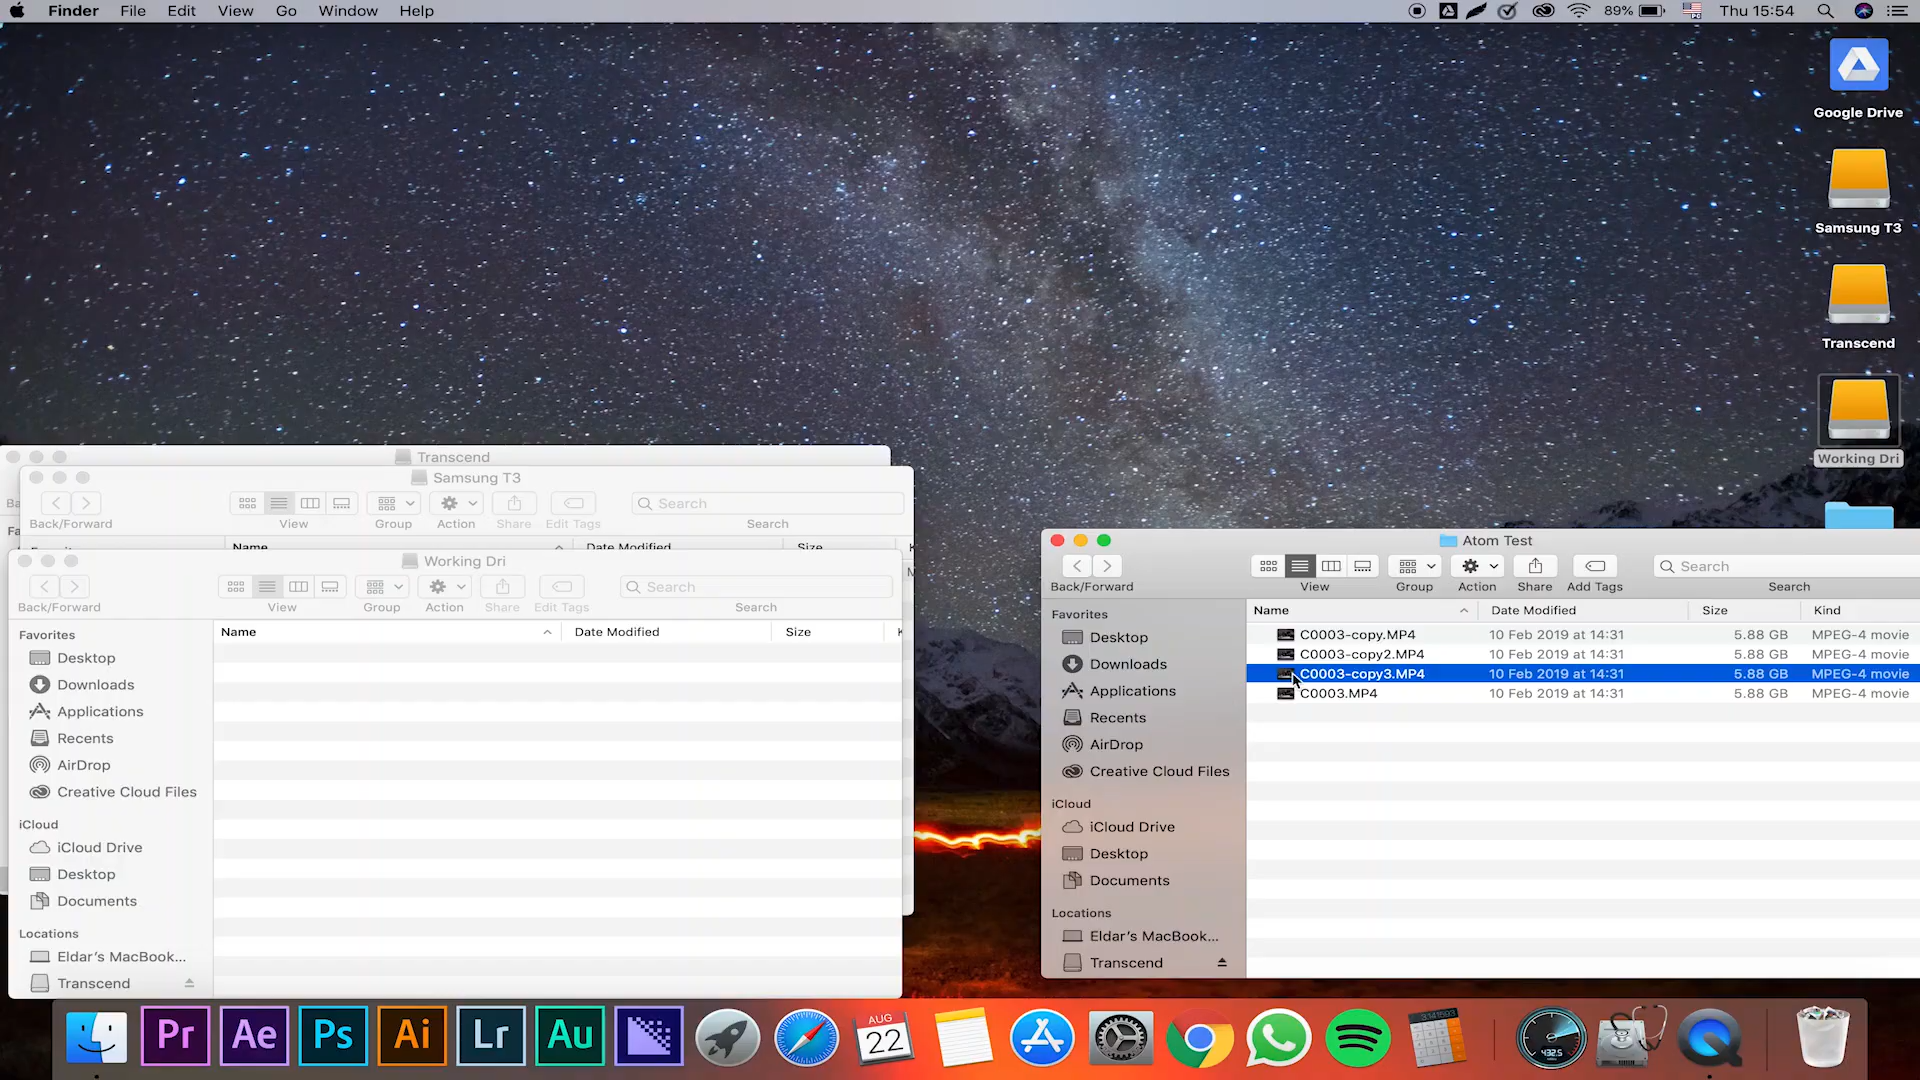 Finder File Edit View Go Window Help
89% Thu 15:54
Google Drive
Samsung T3
Transcend
Working Dri
Transcend
Samsung T3
Search
Back/Forward View Group Action Share Edit Tags Search
Name Date Modified Size
Working Dri
Search
Back/Forward View Group Action Share Edit Tags Search
Favorites
Desktop
Downloads
Applications
Recents
AirDrop
Creative Cloud Files
iCloud
iCloud Drive
Desktop
Documents
Locations
Eldar's MacBook...
Transcend
Name Date Modified Size
Atom Test
Search
Back/Forward View Group Action Share Add Tags Search
Favorites
Desktop
Downloads
Applications
Recents
AirDrop
Creative Cloud Files
iCloud
iCloud Drive
Desktop
Documents
Locations
Eldar's MacBook...
Transcend
Name Date Modified Size Kind
C0003-copy.MP4 10 Feb 2019 at 14:31 5.88 GB MPEG-4 movie
C0003-copy2.MP4 10 Feb 2019 at 14:31 5.88 GB MPEG-4 movie
C0003-copy3.MP4 10 Feb 2019 at 14:31 5.88 GB MPEG-4 movie
C0003.MP4 10 Feb 2019 at 14:31 5.88 GB MPEG-4 movie
Pr Ae Ps Ai Lr Au
AUG
22
432.5